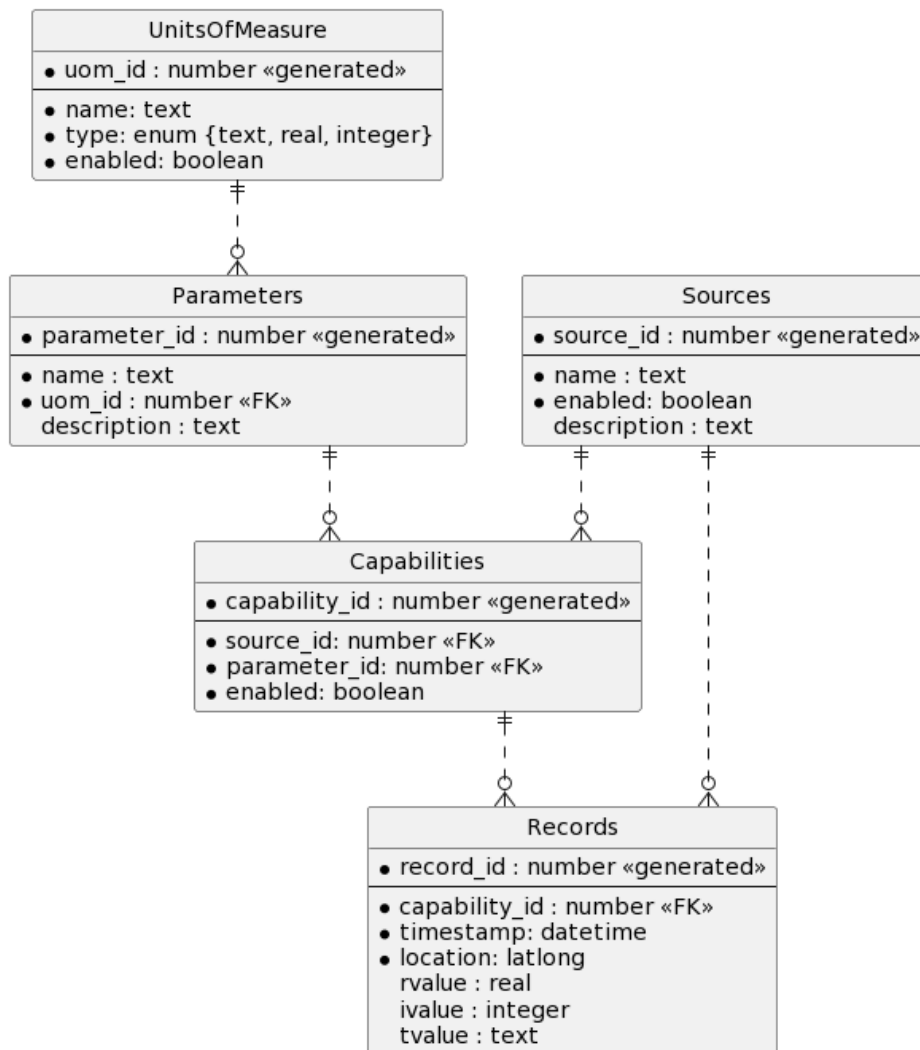 UnitsOfMeasure
• uom_id : number «generated»
• name: text
• type: enum {text, real, integer}
• enabled: boolean
Parameters
• parameter_id : number «generated»
• name : text
• uom_id : number «FK»
description : text
Sources
• source_id : number «generated»
• name : text
• enabled: boolean
description : text
Capabilities
• capability_id : number «generated»
• source_id: number «FK»
• parameter_id: number «FK»
• enabled: boolean
Records
• record_id : number «generated»
• capability_id : number «FK»
• timestamp: datetime
• location: latlong
rvalue : real
ivalue : integer
tvalue : text